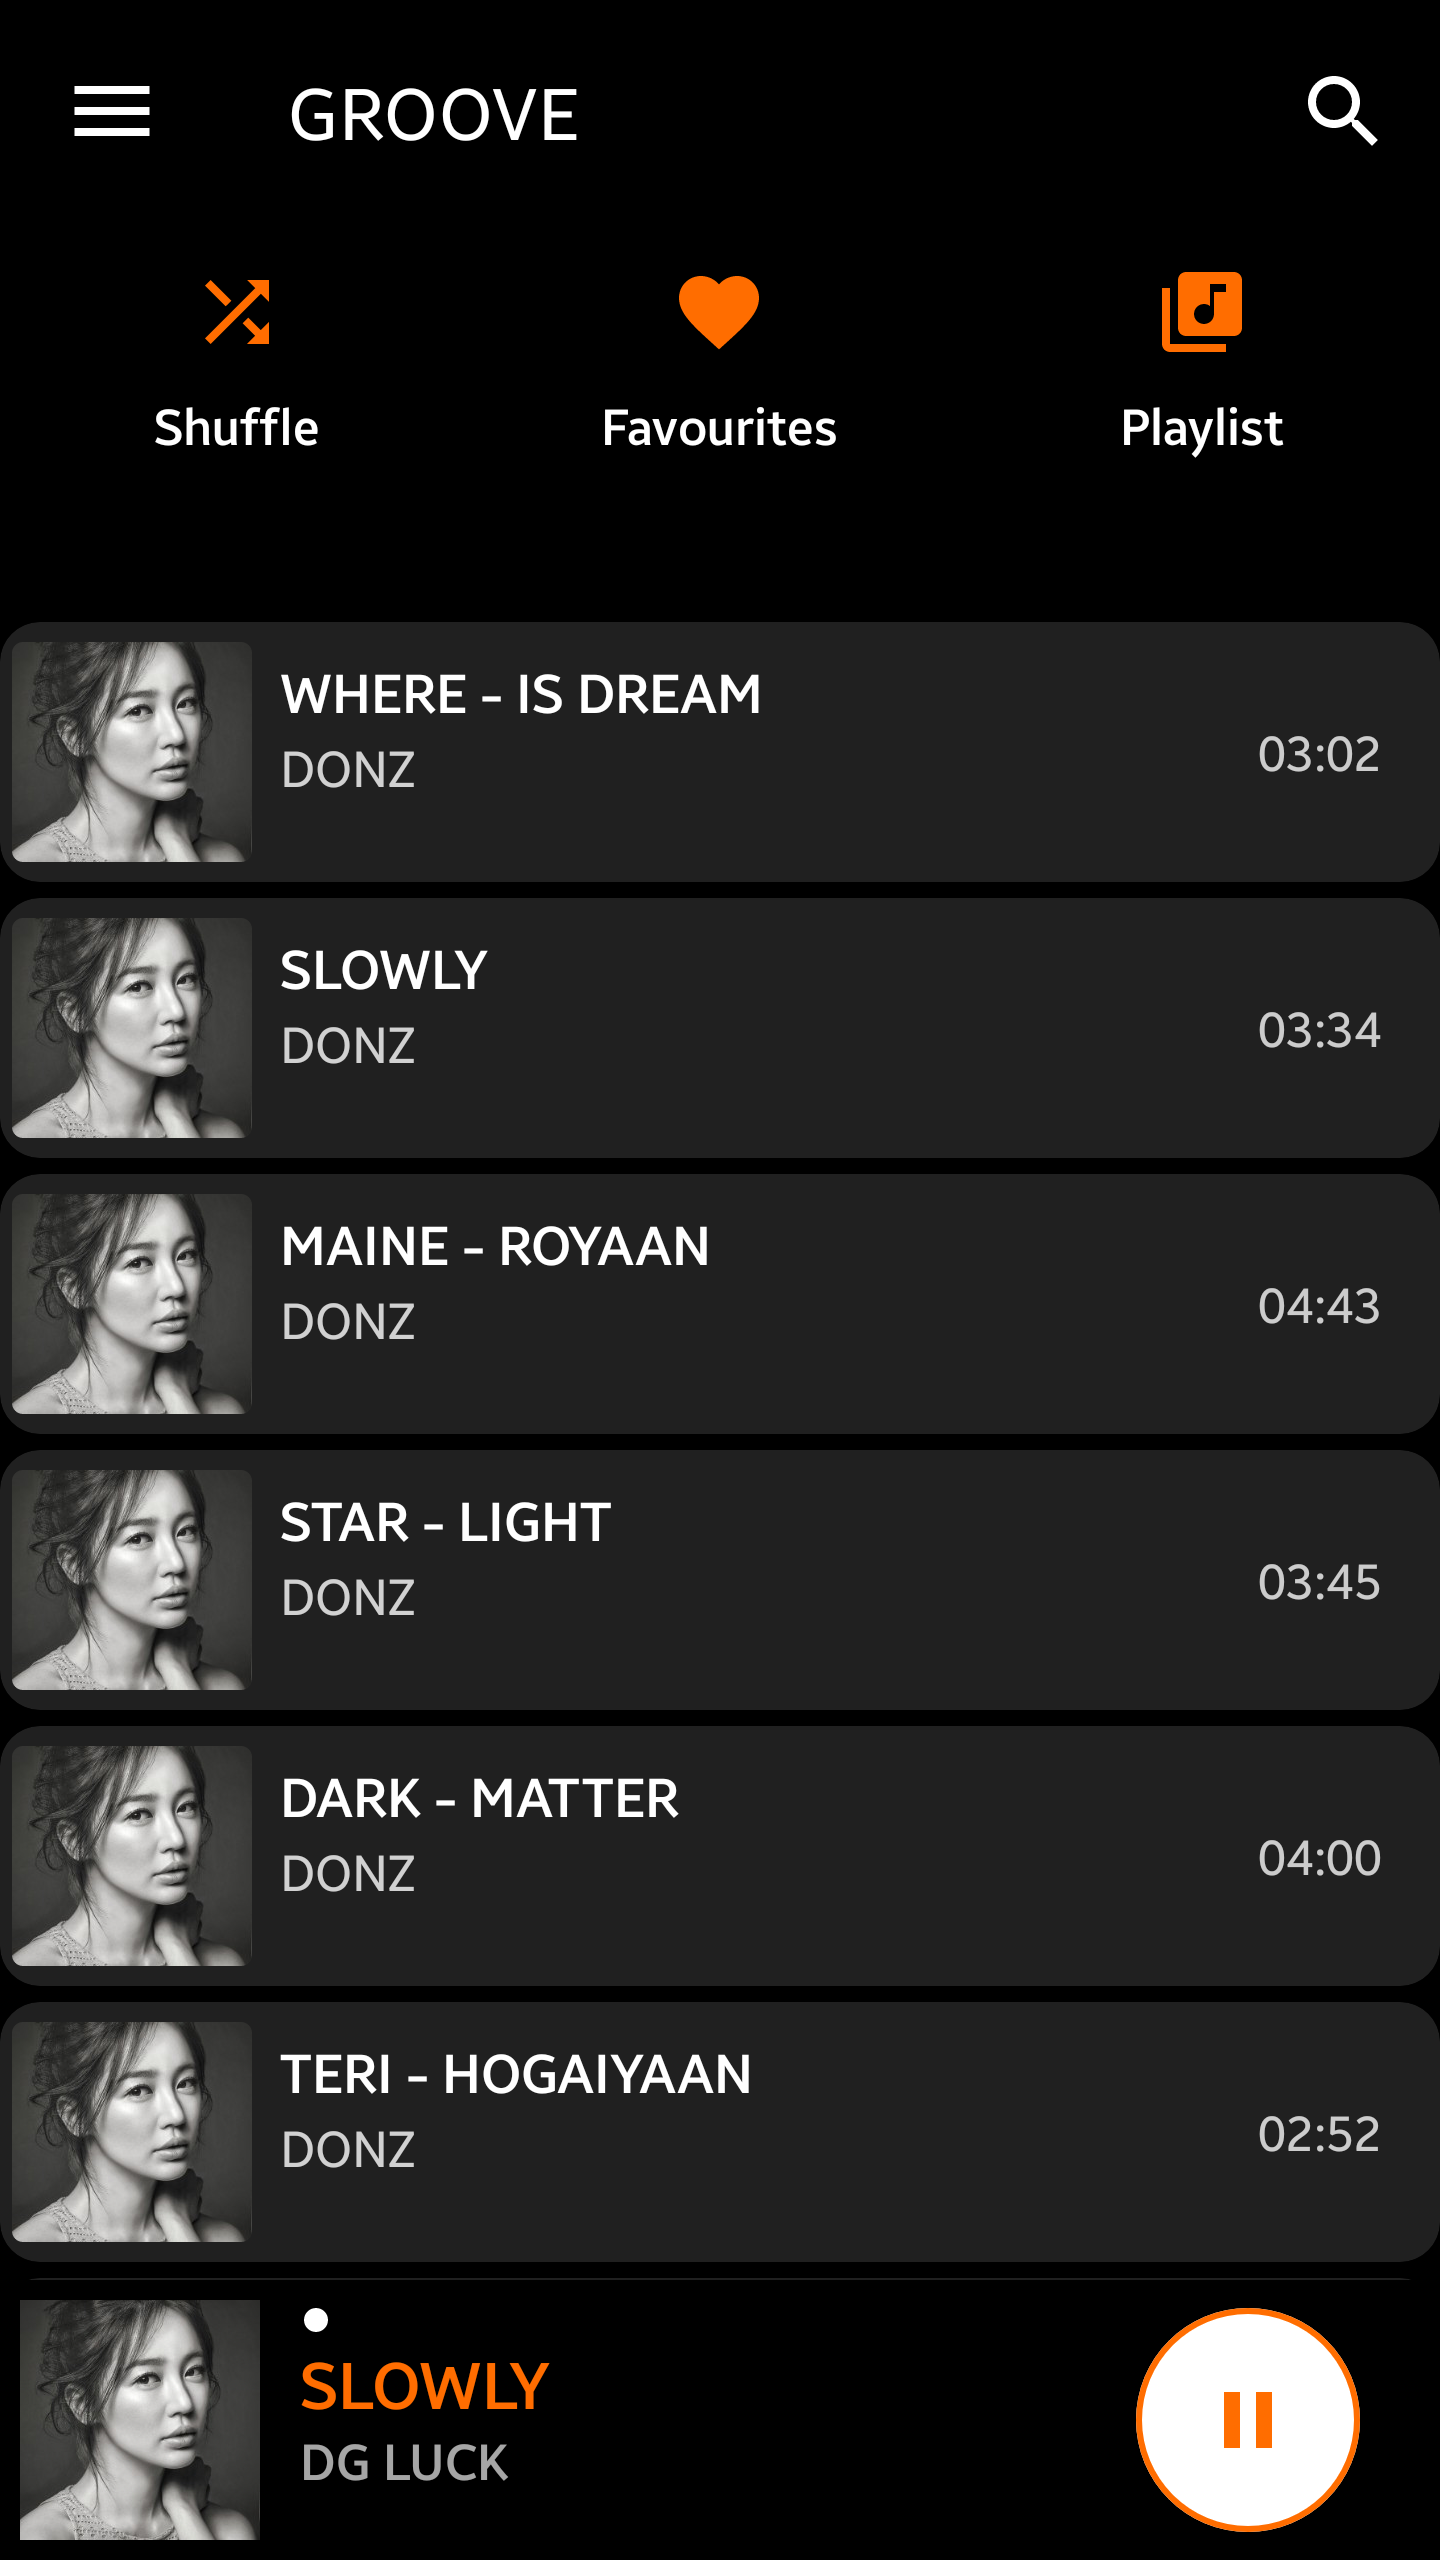 GROOVE
Shuffle
Favourites
Playlist
WHERE - IS DREAM
DONZ
03:02
SLOWLY
DONZ
03:34
MAINE - ROYAAN
DONZ
04:43
STAR - LIGHT
DONZ
03:45
DARK - MATTER
DONZ
04:00
TERI - HOGAIYAAN
DONZ
02:52
SLOWLY
DG LUCK